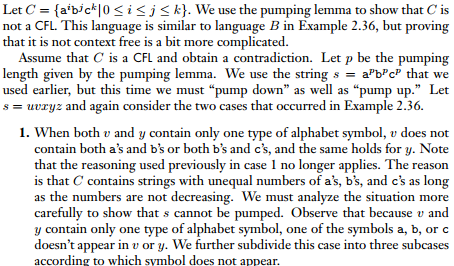 Let C = {aⁱbʲcᵏ|0 ≤ i ≤ j ≤ k}. We use the pumping lemma to show that C is
not a CFL. This language is similar to language B in Example 2.36, but proving
that it is not context free is a bit more complicated.
Assume that C is a CFL and obtain a contradiction. Let p be the pumping
length given by the pumping lemma. We use the string s = aᵖbᵖcᵖ that we
used earlier, but this time we must “pump down” as well as “pump up.” Let
s = uvxyz and again consider the two cases that occurred in Example 2.36.
1. When both v and y contain only one type of alphabet symbol, v does not
contain both a’s and b’s or both b’s and c’s, and the same holds for y. Note
that the reasoning used previously in case 1 no longer applies. The reason
is that C contains strings with unequal numbers of a’s, b’s, and c’s as long
as the numbers are not decreasing. We must analyze the situation more
carefully to show that s cannot be pumped. Observe that because v and
y contain only one type of alphabet symbol, one of the symbols a, b, or c
doesn’t appear in v or y. We further subdivide this case into three subcases
according to which symbol does not appear.